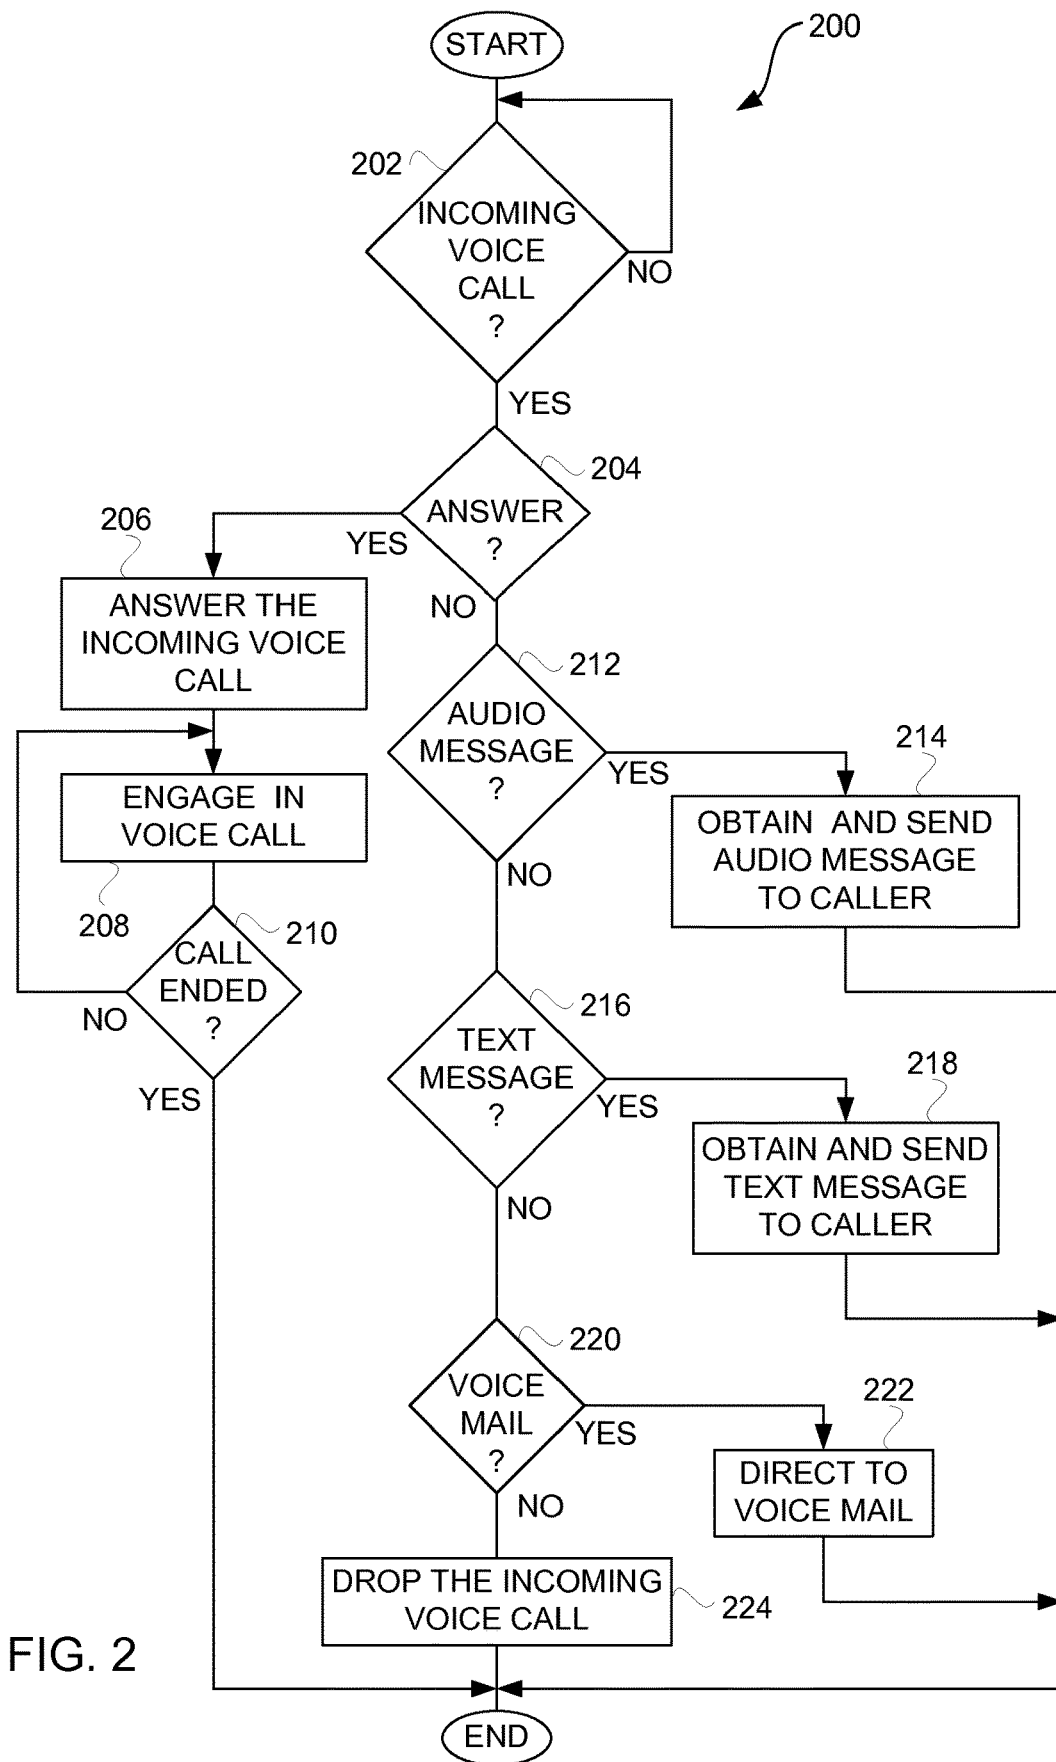 START
200
202
INCOMING
VOICE
CALL
?
NO
YES
204
ANSWER
?
YES
NO
206
ANSWER THE
INCOMING VOICE
CALL
ENGAGE IN
VOICE CALL
208
210
CALL
ENDED
?
NO
YES
212
AUDIO
MESSAGE
?
YES
NO
214
OBTAIN AND SEND
AUDIO MESSAGE
TO CALLER
216
TEXT
MESSAGE
?
YES
NO
218
OBTAIN AND SEND
TEXT MESSAGE
TO CALLER
220
VOICE
MAIL
?
YES
NO
222
DIRECT TO
VOICE MAIL
DROP THE INCOMING
VOICE CALL
224
FIG. 2
END